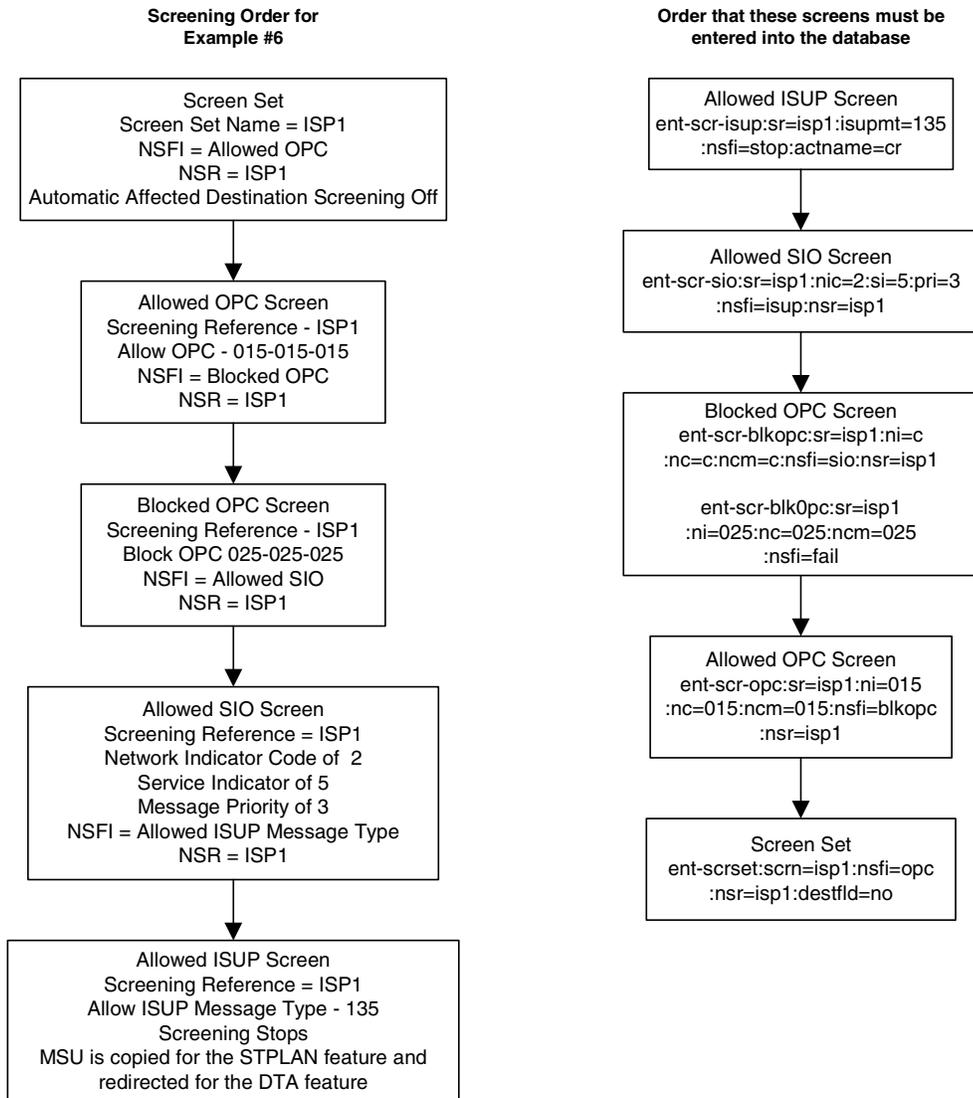 Screening Order for
Example #6
Screen Set
Screen Set Name = ISP1
NSFI = Allowed OPC
NSR = ISP1
Automatic Affected Destination Screening Off
Allowed OPC Screen
Screening Reference - ISP1
Allow OPC - 015-015-015
NSFI = Blocked OPC
NSR = ISP1
Blocked OPC Screen
Screening Reference - ISP1
Block OPC 025-025-025
NSFI = Allowed SIO
NSR = ISP1
Allowed SIO Screen
Screening Reference = ISP1
Network Indicator Code of 2
Service Indicator of 5
Message Priority of 3
NSFI = Allowed ISUP Message Type
NSR = ISP1
Allowed ISUP Screen
Screening Reference = ISP1
Allow ISUP Message Type - 135
Screening Stops
MSU is copied for the STPLAN feature and
redirected for the DTA feature
Order that these screens must be
entered into the database
Allowed ISUP Screen
ent-scr-isup:sr=isp1:isupmt=135
:nsfi=stop:actname=cr
Allowed SIO Screen
ent-scr-sio:sr=isp1:nic=2:si=5:pri=3
:nsfi=isup:nsr=isp1
Blocked OPC Screen
ent-scr-blkopc:sr=isp1:ni=c
:nc=c:ncm=c:nsfi=sio:nsr=isp1
ent-scr-blk0pc:sr=isp1
:ni=025:nc=025:ncm=025
:nsfi=fail
Allowed OPC Screen
ent-scr-opc:sr=isp1:ni=015
:nc=015:ncm=015:nsfi=blkopc
:nsr=isp1
Screen Set
ent-scrset:scrn=isp1:nsfi=opc
:nsr=isp1:destfld=no